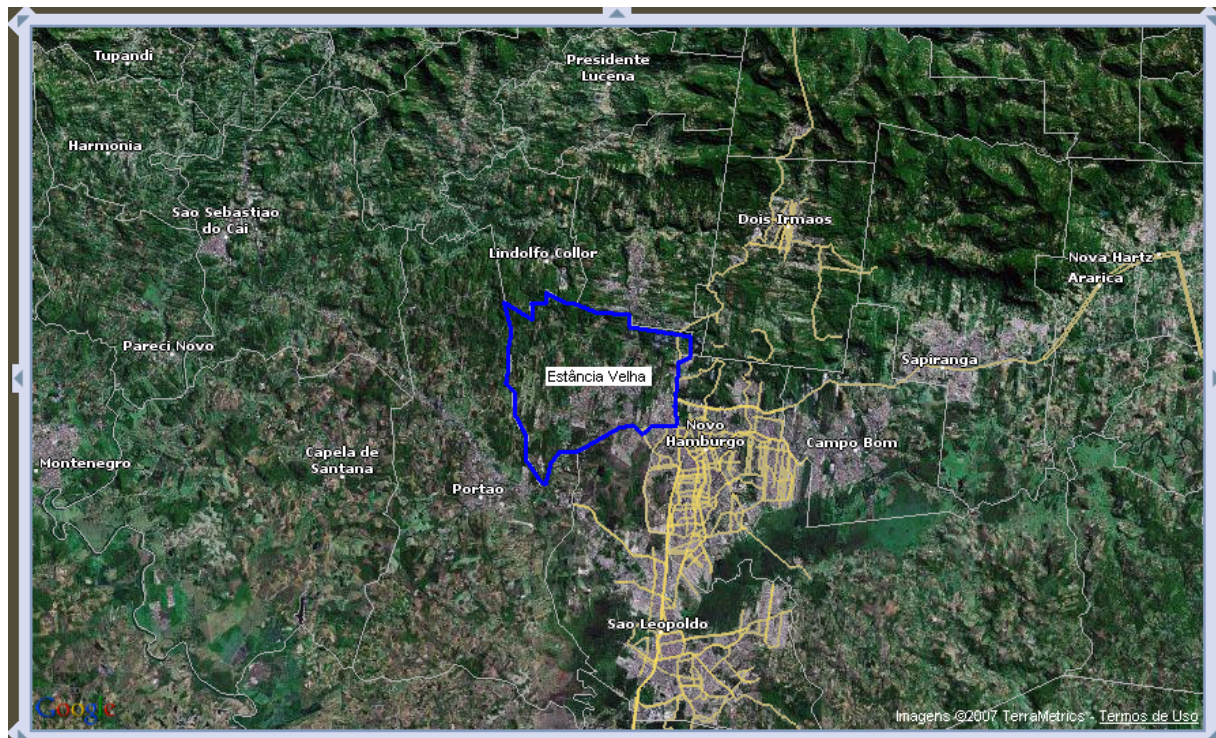 Tupandi
Presidente
Lucena
Harmonia
Sao Sebastiao
do Cai
Dois Irmaos
Lindolfo Collor
Nova Hartz
Ararica
Pareci Novo
Estância Velha
Sapiranga
Novo
Hamburgo
Campo Bom
Capela de
Santana
Montenegro
Portao
Sao Leopoldo
Google
Imagens ©2007 TerraMetrics - Termos de Uso